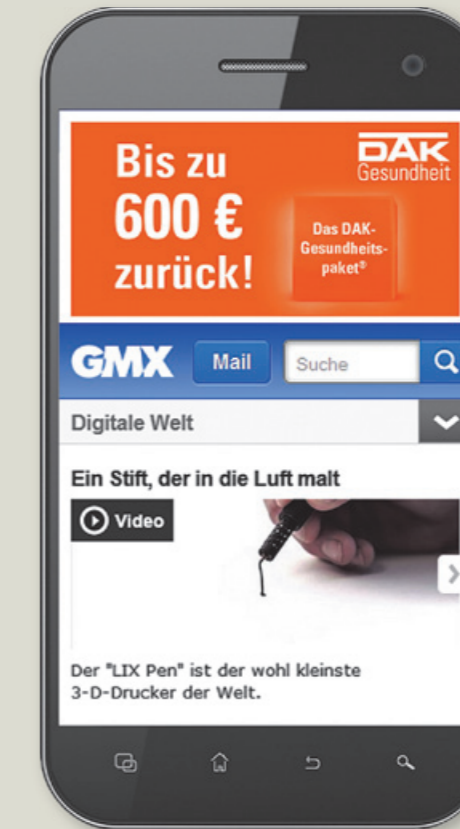 Bis zu
600 €
zurück!
DAK
Gesundheit
Das DAK-
Gesundheits-
paket®
GMX
Mail
Suche
Digitale Welt
Ein Stift, der in die Luft malt
Video
Der "LIX Pen" ist der wohl kleinste
3-D-Drucker der Welt.